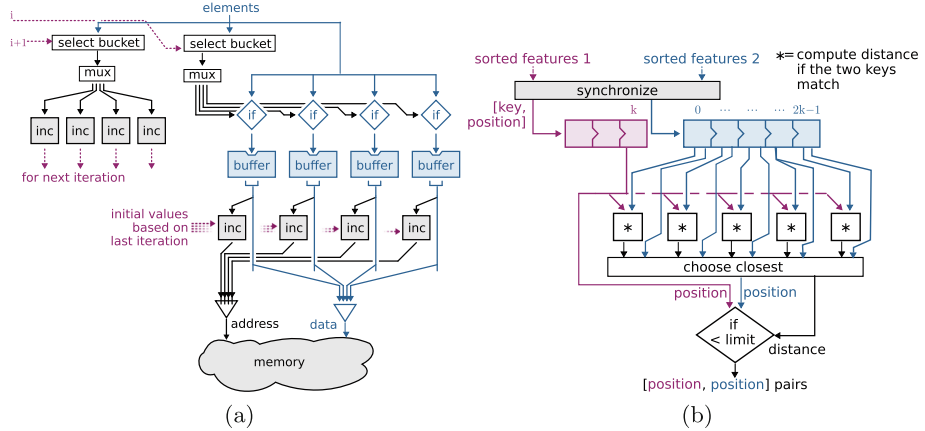 elements
i
i+1
select bucket
select bucket
mux
mux
inc
inc
inc
inc
for next iteration
if
if
if
if
buffer
buffer
buffer
buffer
initial values
based on
last iteration
inc
inc
inc
inc
address
data
memory
(a)
sorted features 1
sorted features 2
*= compute distance
if the two keys
match
synchronize
[key,
position]
k
0 ... ... ... 2k−1
*
*
*
*
*
choose closest
position
position
if
< limit
distance
[position, position] pairs
(b)